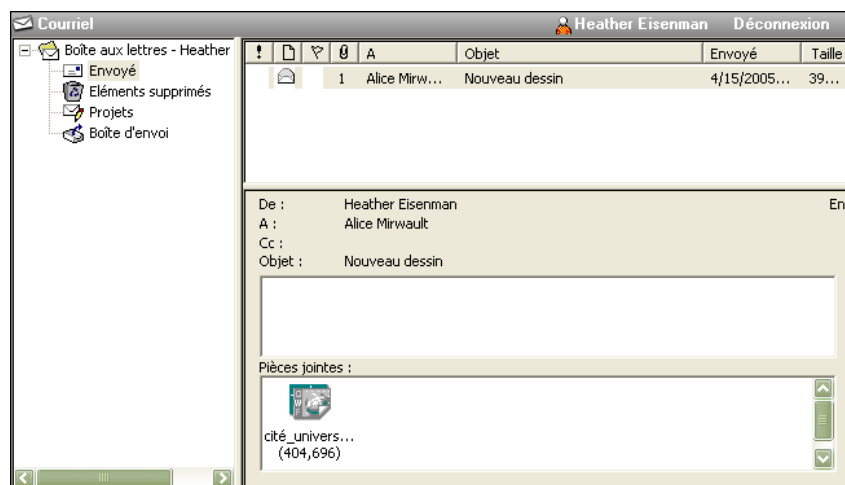 Courriel
Heather Eisenman Déconnexion
Boîte aux lettres - Heather
Envoyé
Eléments supprimés
Projets
Boîte d'envoi
! A Objet Envoyé Taille
1 Alice Mirw... Nouveau dessin 4/15/2005... 39...
De : Heather Eisenman En
A : Alice Mirwault
Cc :
Objet : Nouveau dessin
Pièces jointes :
DWF
cité_univers...
(404,696)